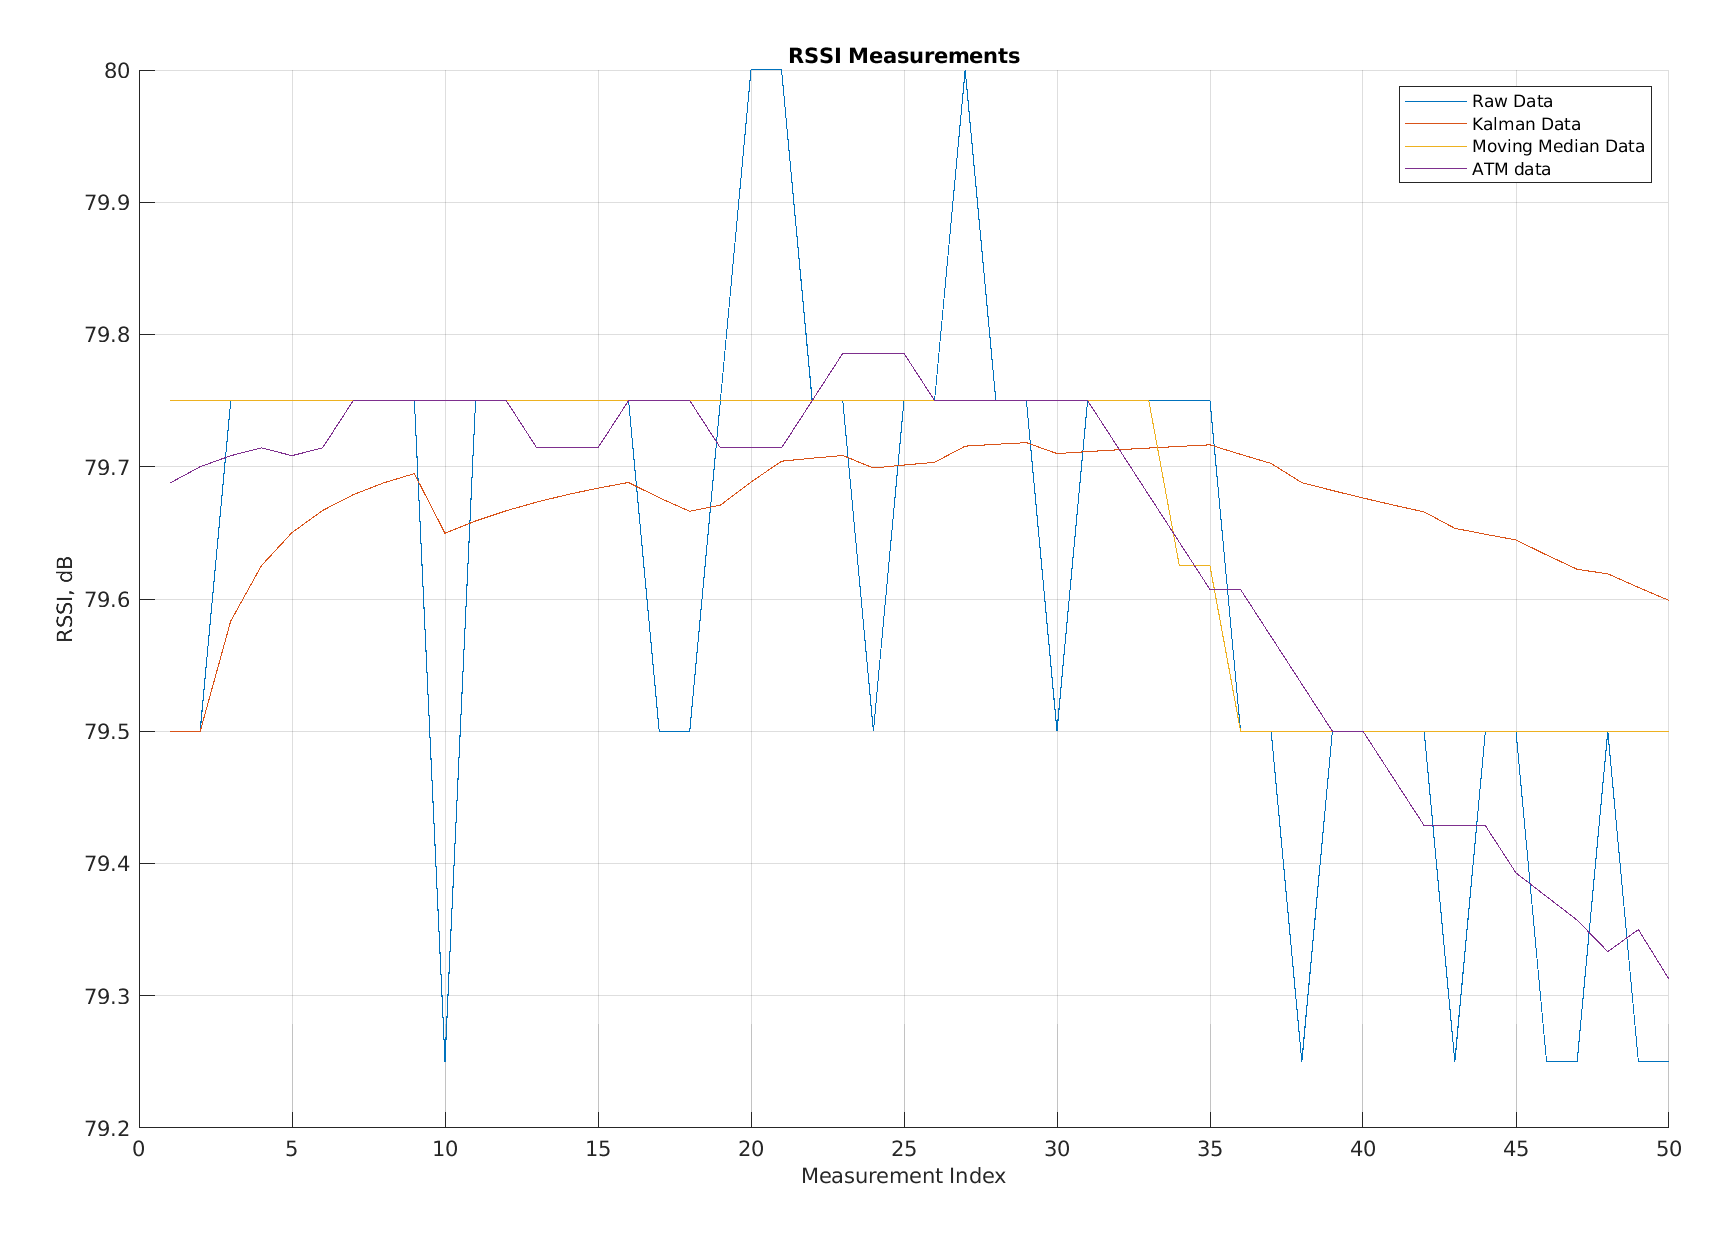 RSSI Measurements
80
79.9
79.8
79.7
79.6
79.5
79.4
79.3
79.2
RSSI, dB
Raw Data
Kalman Data
Moving Median Data
ATM data
0 5 10 15 20 25 30 35 40 45 50
Measurement Index